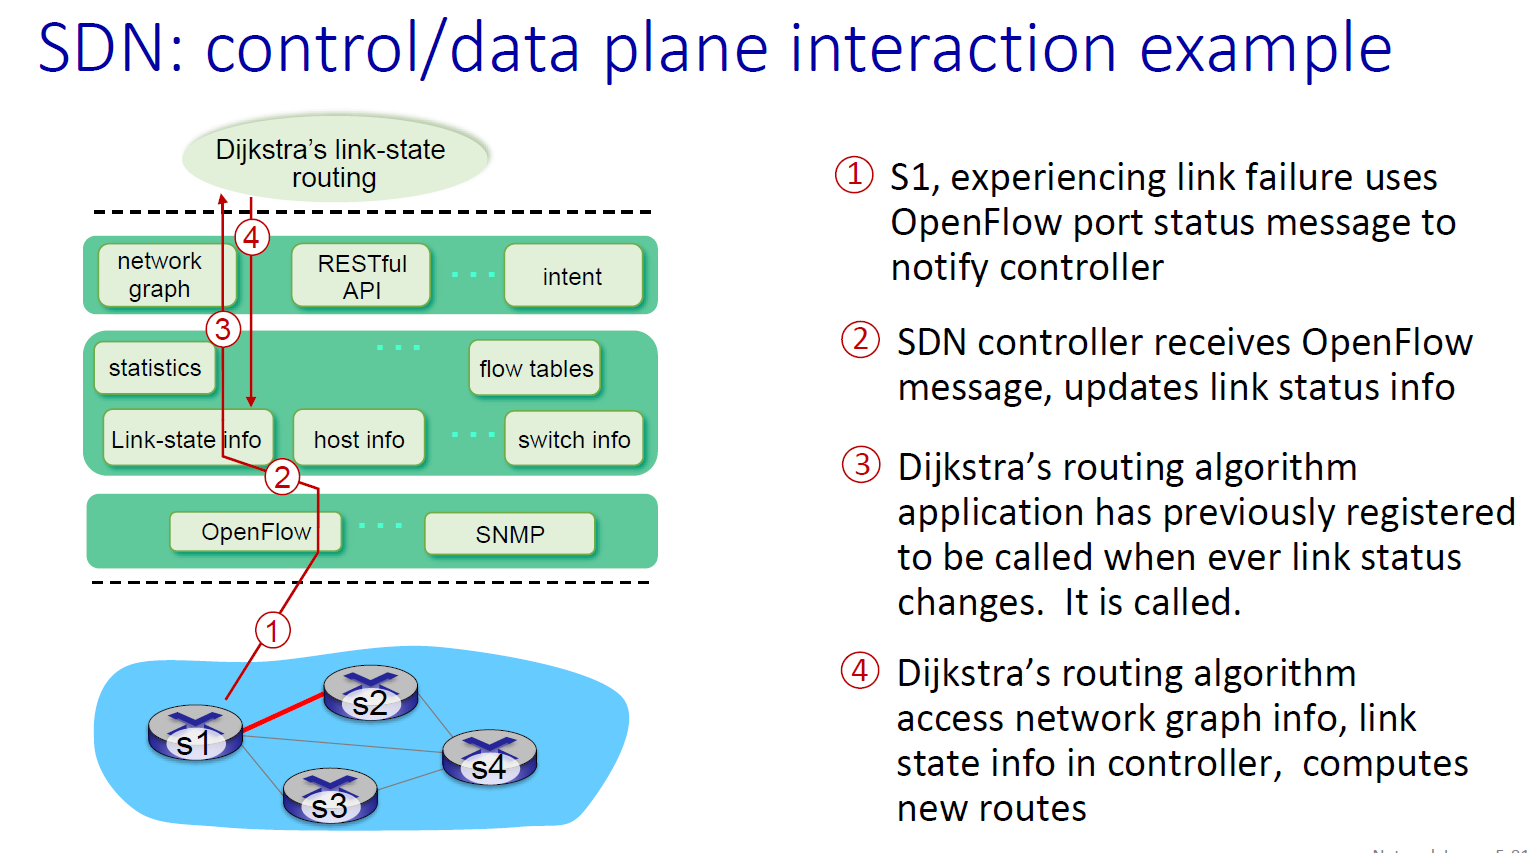 SDN: control/data plane interaction example
Dijkstra's link-state
routing
4
network
graph
RESTful
API
intent
3
statistics
flow tables
Link-state info
host info
switch info
2
OpenFlow
SNMP
1
s2
s1
s4
s3
1 S1, experiencing link failure uses
OpenFlow port status message to
notify controller
2 SDN controller receives OpenFlow
message, updates link status info
3 Dijkstra's routing algorithm
application has previously registered
to be called when ever link status
changes. It is called.
4 Dijkstra's routing algorithm
access network graph info, link
state info in controller, computes
new routes